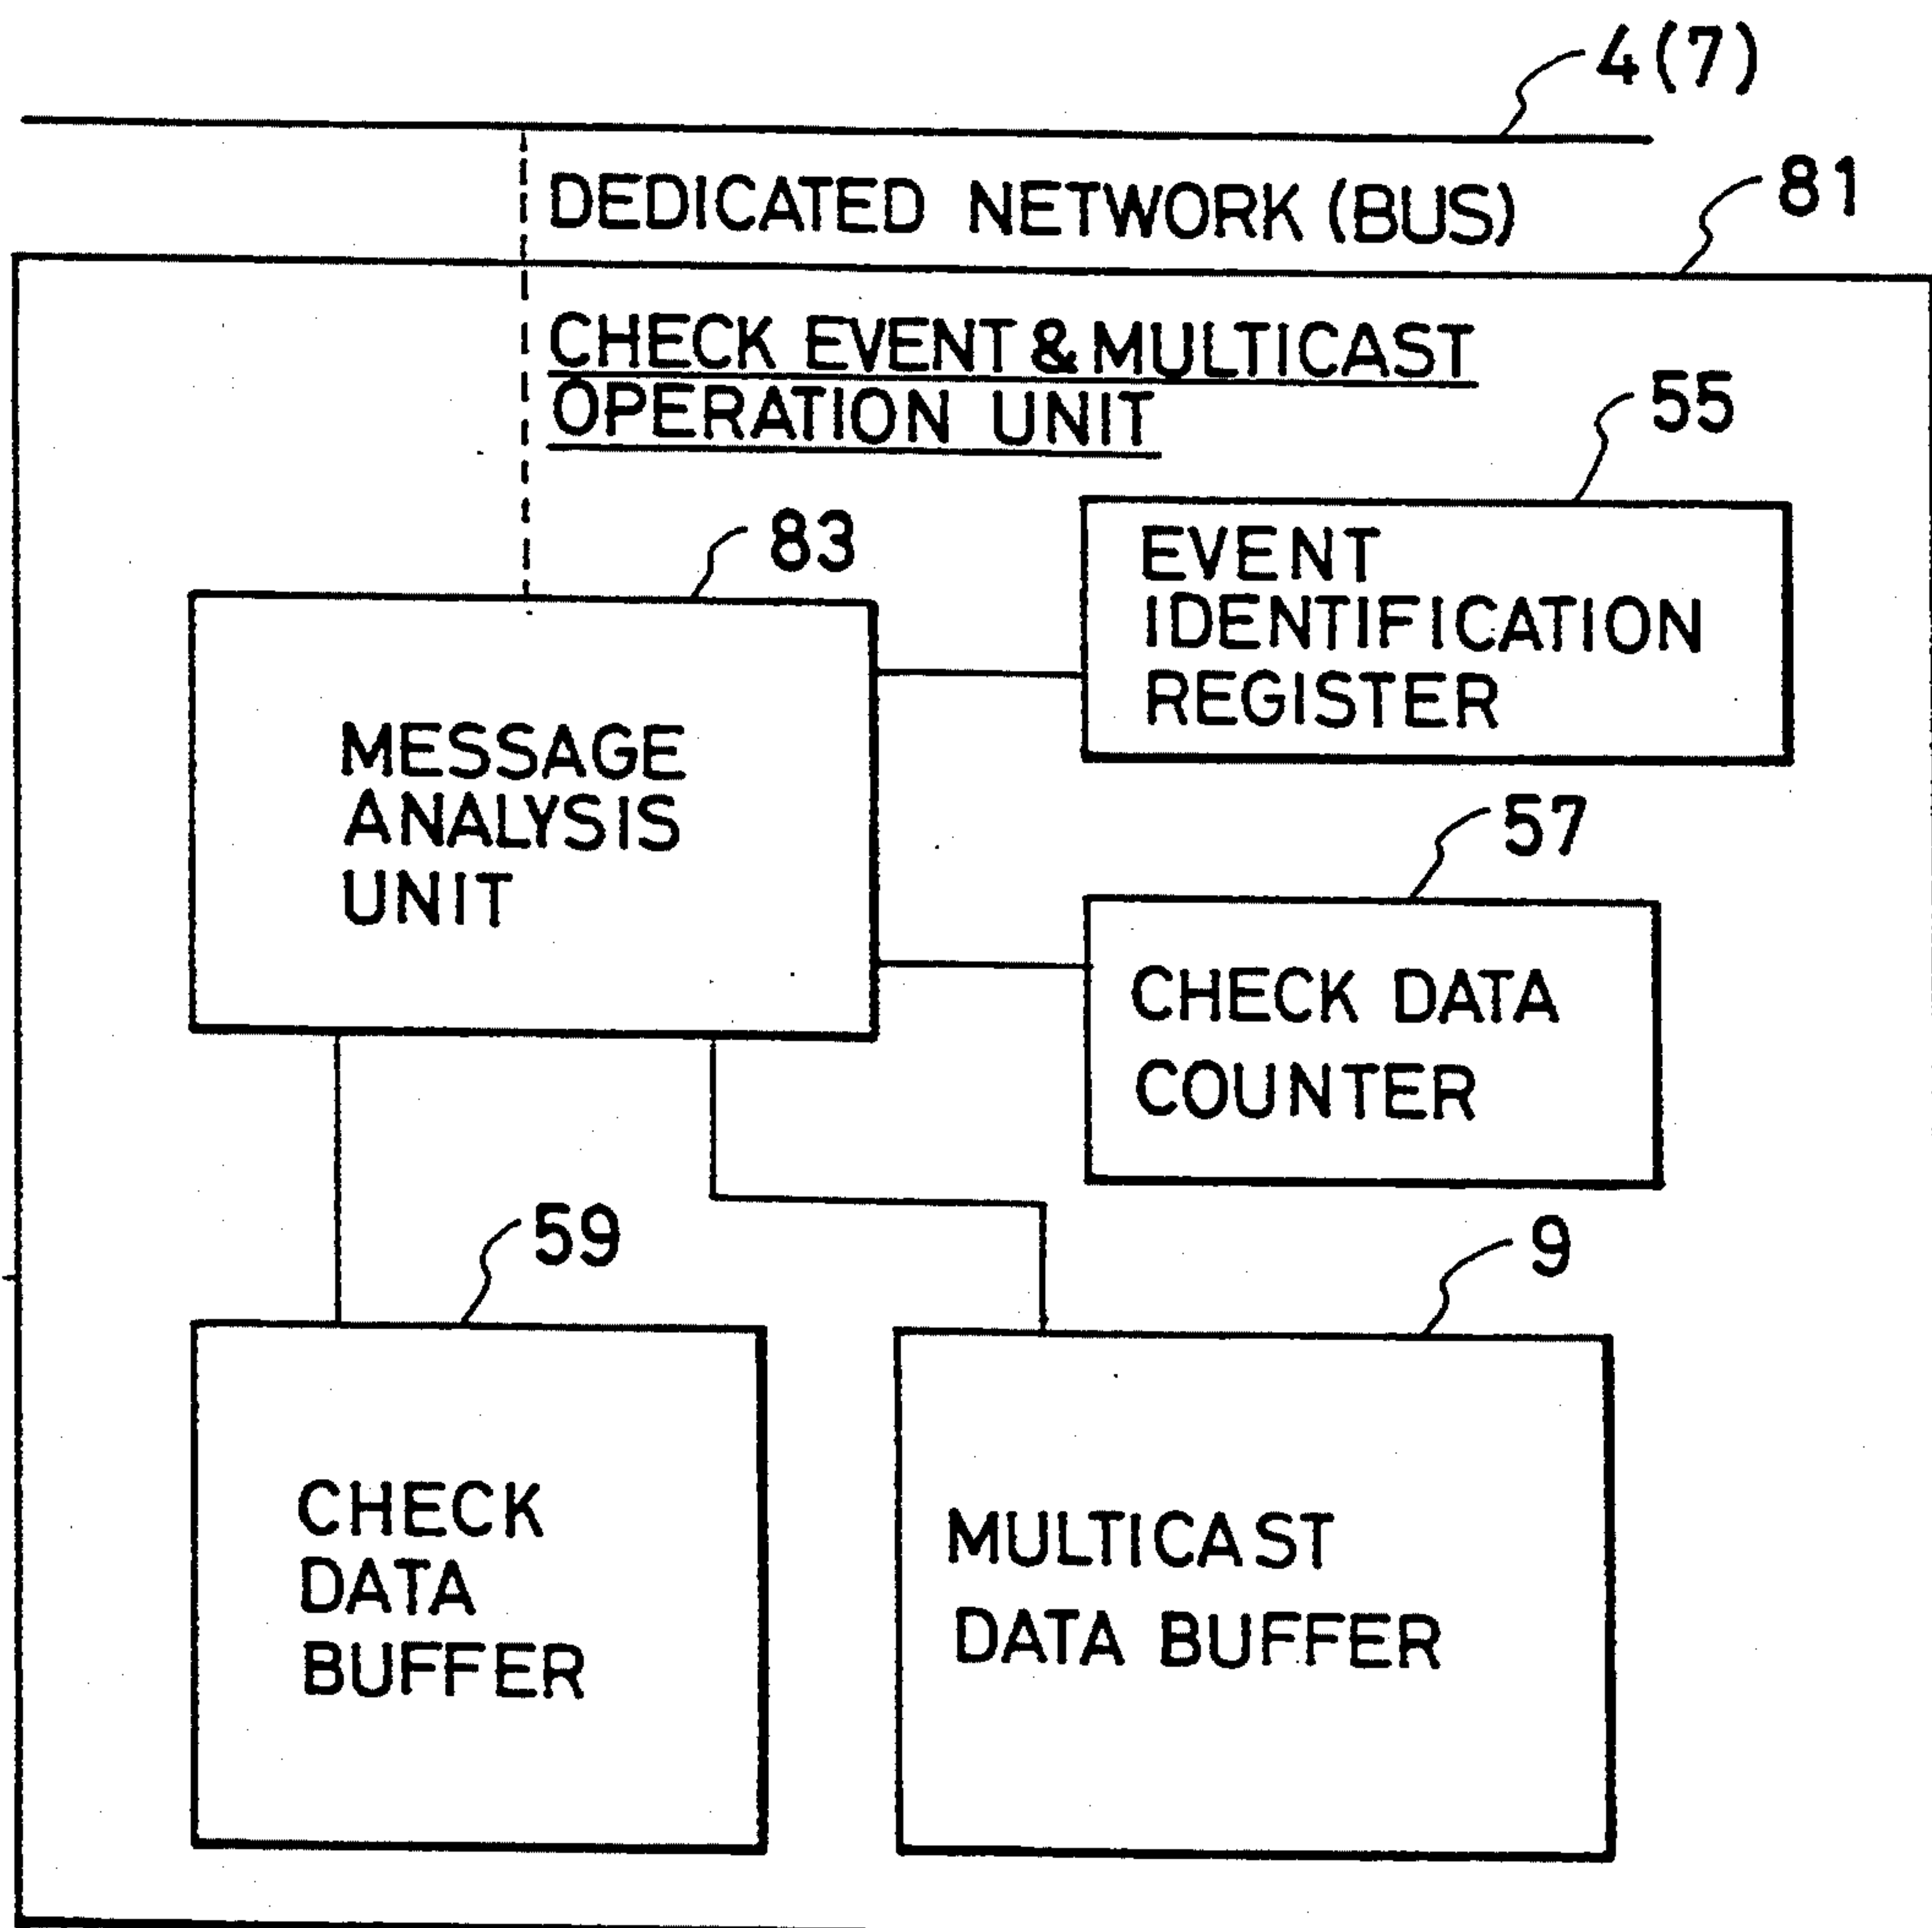 4(7)
DEDICATED NETWORK (BUS)
81
CHECK EVENT & MULTICAST
OPERATION UNIT
55
83
EVENT
IDENTIFICATION
REGISTER
MESSAGE
ANALYSIS
UNIT
57
CHECK DATA
COUNTER
59
9
CHECK
DATA
BUFFER
MULTICAST
DATA BUFFER